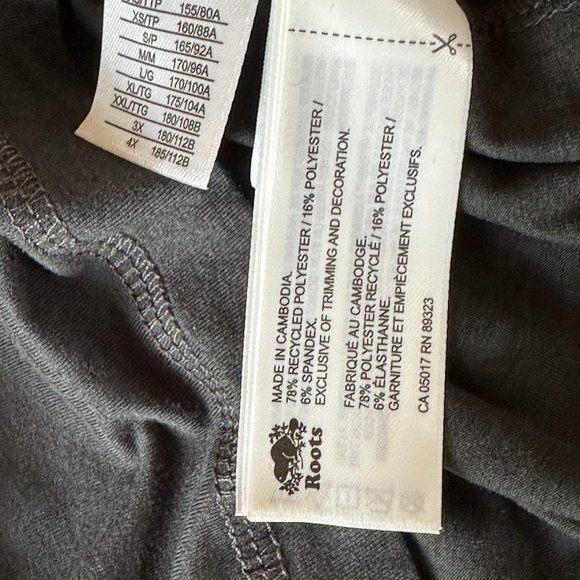 XS/TP 160/88A
S/P 165/92A
M/M 170/96A
L/G 170/100A
XL/TG 175/104A
XXL/TTG 180/108B
3X 180/112B
4X 185/112B
MADE IN CAMBODIA.
78% RECYCLED POLYESTER / 16% POLYESTER /
6% SPANDEX.
EXCLUSIVE OF TRIMMING AND DECORATION.
FABRIQUÉ AU CAMBODGE.
78% POLYESTER RECYCLÉ / 16% POLYESTER /
6% ÉLASTHANNE.
GARNITURE ET EMPIÈCEMENT EXCLUSIFS.
CA 05017 RN 89323
Roots